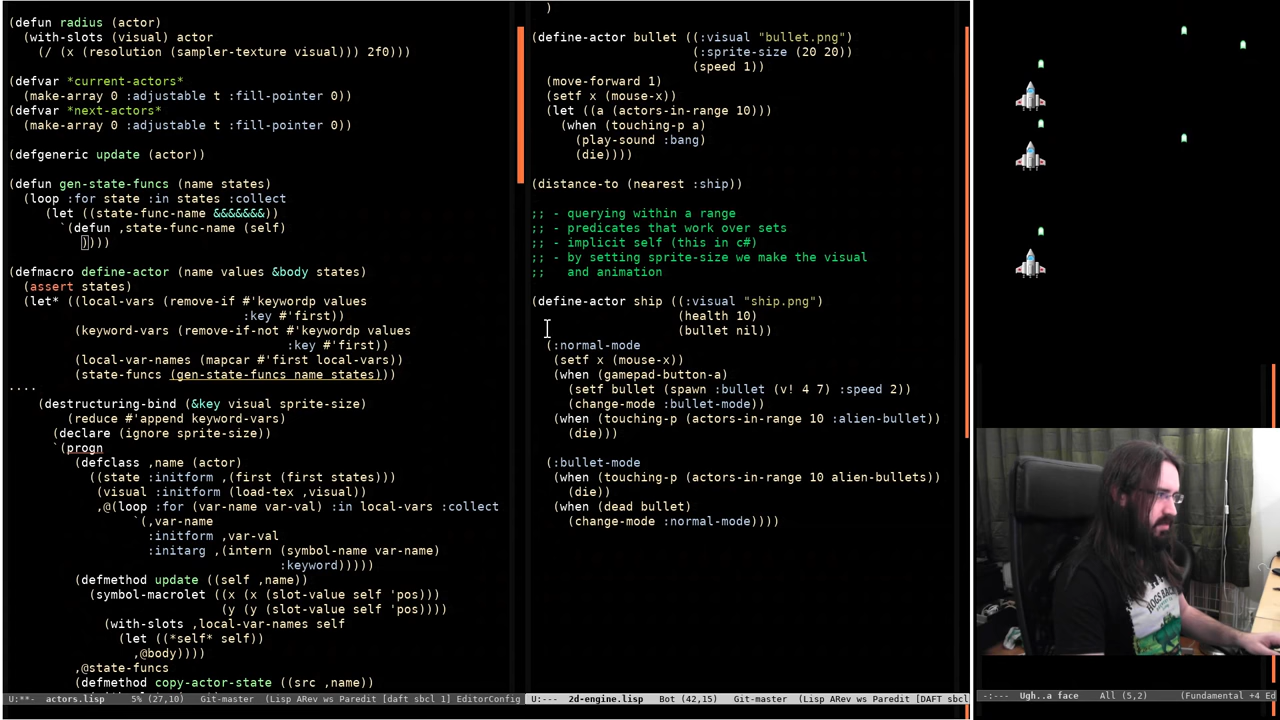 (defun radius (actor)
(with-slots (visual) actor
(/ (x (resolution (sampler-texture visual))) 2f0)))
(defvar *current-actors*
(make-array 0 :adjustable t :fill-pointer 0))
(defvar *next-actors*
(make-array 0 :adjustable t :fill-pointer 0))
(defgeneric update (actor))
(defun gen-state-funcs (name states)
(loop :for state :in states :collect
(let ((state-func-name &&&&&&&))
`(defun ,state-func-name (self)
))))
(defmacro define-actor (name values &body states)
(assert states)
(let* ((local-vars (remove-if #'keywordp values
:key #'first))
(keyword-vars (remove-if-not #'keywordp values
:key #'first))
(local-var-names (mapcar #'first local-vars))
(state-funcs (gen-state-funcs name states)))
....
(destructuring-bind (&key visual sprite-size)
(reduce #'append keyword-vars)
(declare (ignore sprite-size))
`(progn
(defclass ,name (actor)
((state :initform ,(first (first states)))
(visual :initform (load-tex ,visual))
,@(loop :for (var-name var-val) :in local-vars :collect
`(,var-name
:initform ,var-val
:initarg ,(intern (symbol-name var-name)
:keyword)))))
(defmethod update ((self ,name))
(symbol-macrolet ((x (x (slot-value self 'pos)))
(y (y (slot-value self 'pos))))
(with-slots ,local-var-names self
(let ((*self* self))
,@body))))
,@state-funcs
(defmethod copy-actor-state ((src ,name)
U:**- actors.lisp 5% (27,10) Git-master (Lisp ARev ws Paredit [daft sbcl 1] EditorConfig
)
(define-actor bullet ((:visual "bullet.png")
(:sprite-size (20 20))
(speed 1))
(move-forward 1)
(setf x (mouse-x))
(let ((a (actors-in-range 10)))
(when (touching-p a)
(play-sound :bang)
(die))))
(distance-to (nearest :ship))
;; - querying within a range
;; - predicates that work over sets
;; - implicit self (this in c#)
;; - by setting sprite-size we make the visual
;; and animation
(define-actor ship ((:visual "ship.png")
(health 10)
(bullet nil))
(:normal-mode
(setf x (mouse-x))
(when (gamepad-button-a)
(setf bullet (spawn :bullet (v! 4 7) :speed 2))
(change-mode :bullet-mode))
(when (touching-p (actors-in-range 10 :alien-bullet))
(die)))
(:bullet-mode
(when (touching-p (actors-in-range 10 alien-bullets))
(die))
(when (dead bullet)
(change-mode :normal-mode))))
U:--- 2d-engine.lisp Bot (42,15) Git-master (Lisp ARev ws Paredit [DAFT sbcl
HOGS BACK
-:--- Ugh..a face All (5,2) (Fundamental +4 Ed